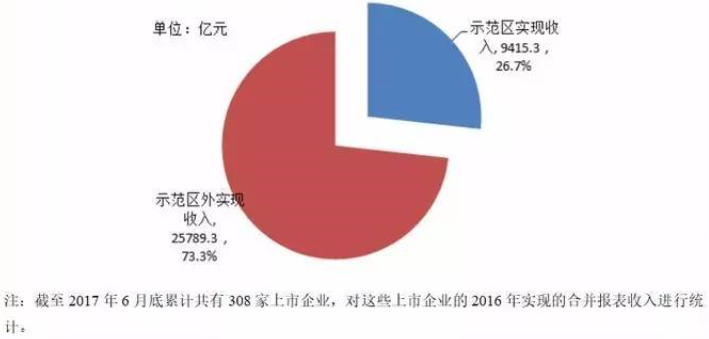 单位：亿元
示范区实现收
入, 9415.3，
26.7%
示范区外实现
收入,
25789.3，
73.3%
注：截至 2017 年 6 月底累计共有 308 家上市企业，对这些上市企业的 2016 年实现的合并报表收入进行统
计。